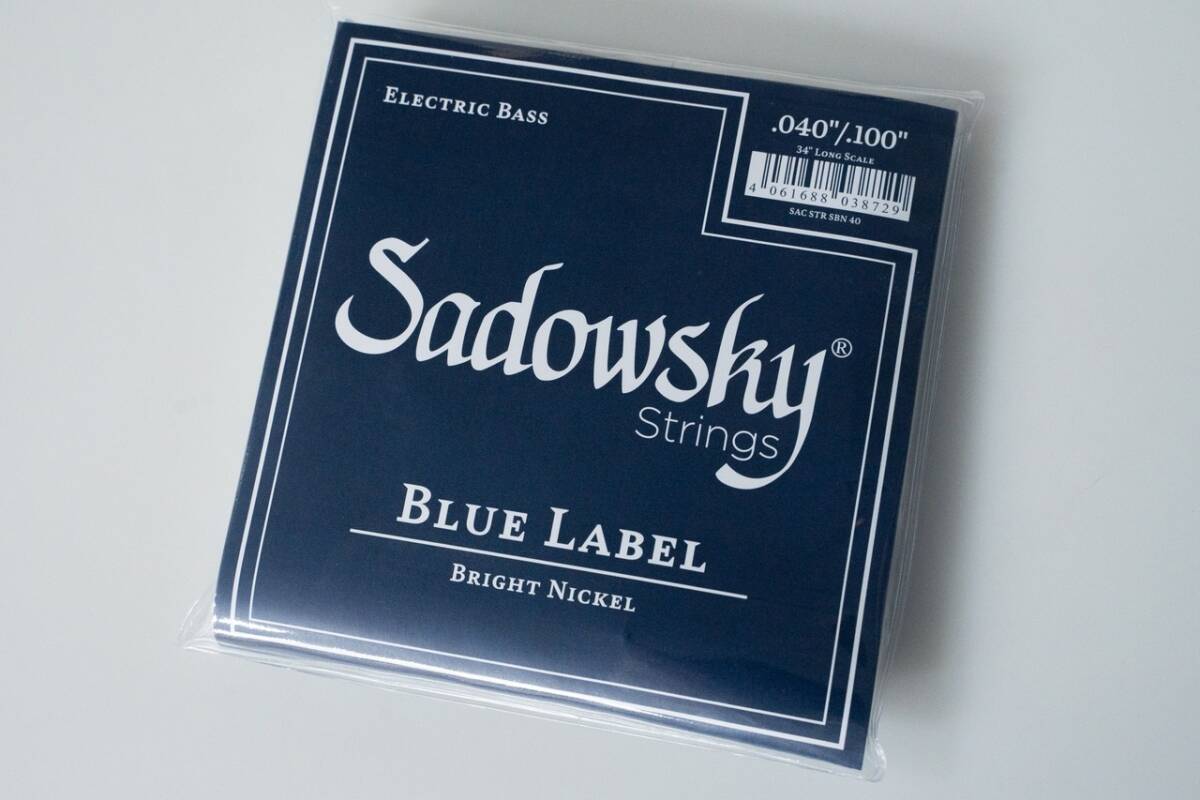 Electric Bass
.040"/.100"
34" Long Scale
4 061688 038729
SAC STR SBN 40
Sadowsky®
Strings
Blue Label
Bright Nickel